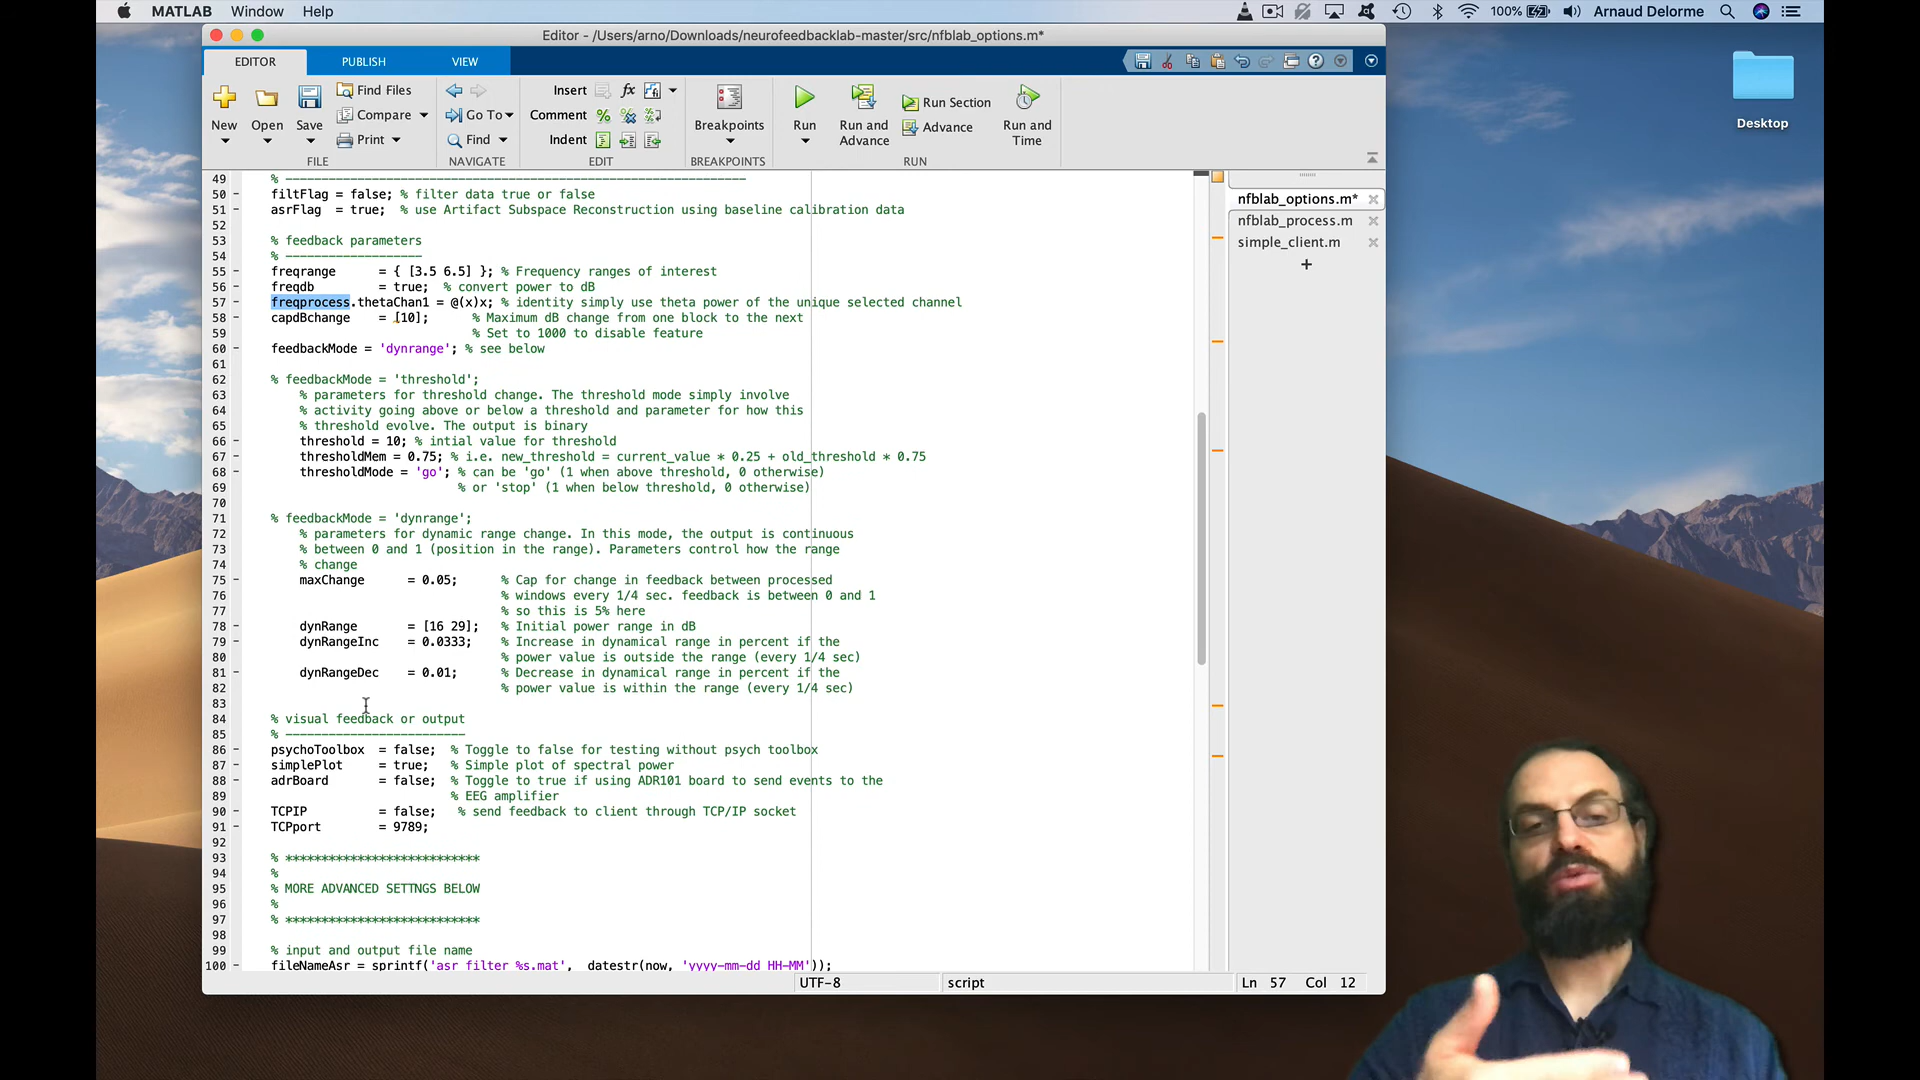 MATLAB Window Help
100% Arnaud Delorme
Editor - /Users/arno/Downloads/neurofeedbacklab-master/src/nfblab_options.m*
EDITOR PUBLISH VIEW
New
Open
Save
Find Files
Compare
Print
FILE
Go To
Find
NAVIGATE
Insert
Comment
Indent
EDIT
Breakpoints
BREAKPOINTS
Run
Run and Advance
Run Section
Advance
Run and Time
RUN
Desktop
nfblab_options.m*
nfblab_process.m
simple_client.m
49 % ----------------------------------------------------------------
50 - filtFlag = false; % filter data true or false
51 - asrFlag = true; % use Artifact Subspace Reconstruction using baseline calibration data
52
53 % feedback parameters
54 % -------------------
55 - freqrange = { [3.5 6.5] }; % Frequency ranges of interest
56 - freqdb = true; % convert power to dB
57 - freqprocess.thetaChan1 = @(x)x; % identity simply use theta power of the unique selected channel
58 - capdBchange = [10]; % Maximum dB change from one block to the next
59 % Set to 1000 to disable feature
60 - feedbackMode = 'dynrange'; % see below
61
62 % feedbackMode = 'threshold';
63 % parameters for threshold change. The threshold mode simply involve
64 % activity going above or below a threshold and parameter for how this
65 % threshold evolve. The output is binary
66 - threshold = 10; % intial value for threshold
67 - thresholdMem = 0.75; % i.e. new_threshold = current_value * 0.25 + old_threshold * 0.75
68 - thresholdMode = 'go'; % can be 'go' (1 when above threshold, 0 otherwise)
69 % or 'stop' (1 when below threshold, 0 otherwise)
70
71 % feedbackMode = 'dynrange';
72 % parameters for dynamic range change. In this mode, the output is continuous
73 % between 0 and 1 (position in the range). Parameters control how the range
74 % change
75 - maxChange = 0.05; % Cap for change in feedback between processed
76 % windows every 1/4 sec. feedback is between 0 and 1
77 % so this is 5% here
78 - dynRange = [16 29]; % Initial power range in dB
79 - dynRangeInc = 0.0333; % Increase in dynamical range in percent if the
80 % power value is outside the range (every 1/4 sec)
81 - dynRangeDec = 0.01; % Decrease in dynamical range in percent if the
82 % power value is within the range (every 1/4 sec)
83
84 % visual feedback or output
85 % -------------------------
86 - psychoToolbox = false; % Toggle to false for testing without psych toolbox
87 - simplePlot = true; % Simple plot of spectral power
88 - adrBoard = false; % Toggle to true if using ADR101 board to send events to the
89 % EEG amplifier
90 - TCPIP = false; % send feedback to client through TCP/IP socket
91 - TCPport = 9789;
92
93 % ***************************
94 %
95 % MORE ADVANCED SETTNGS BELOW
96 %
97 % ***************************
98
99 % input and output file name
100 - fileNameAsr = sprintf('asr_filter_%s.mat', datestr(now, 'yyyy-mm-dd_HH-MM'));
UTF-8 script Ln 57 Col 12